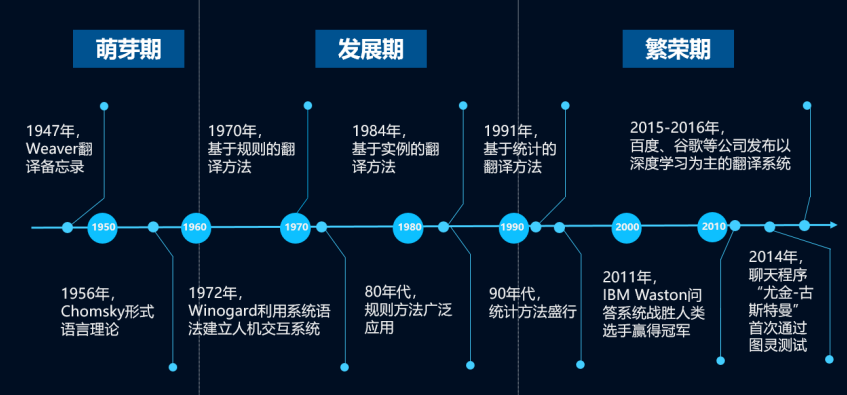 萌芽期
发展期
繁荣期
1947年，
Weaver翻
译备忘录
1970年，
基于规则的翻
译方法
1984年，
基于实例的翻
译方法
1991年，
基于统计的
翻译方法
2015-2016年，
百度、谷歌等公司发布以
深度学习为主的翻译系统
1950
1960
1970
1980
1990
2000
2010
1956年，
Chomsky形式
语言理论
1972年，
Winogard利用系统语
法建立人机交互系统
80年代，
规则方法广泛
应用
90年代，
统计方法盛行
2011年，
IBM Waston问
答系统战胜人类
选手赢得冠军
2014年，
聊天程序
“尤金-古
斯特曼”
首次通过
图灵测试